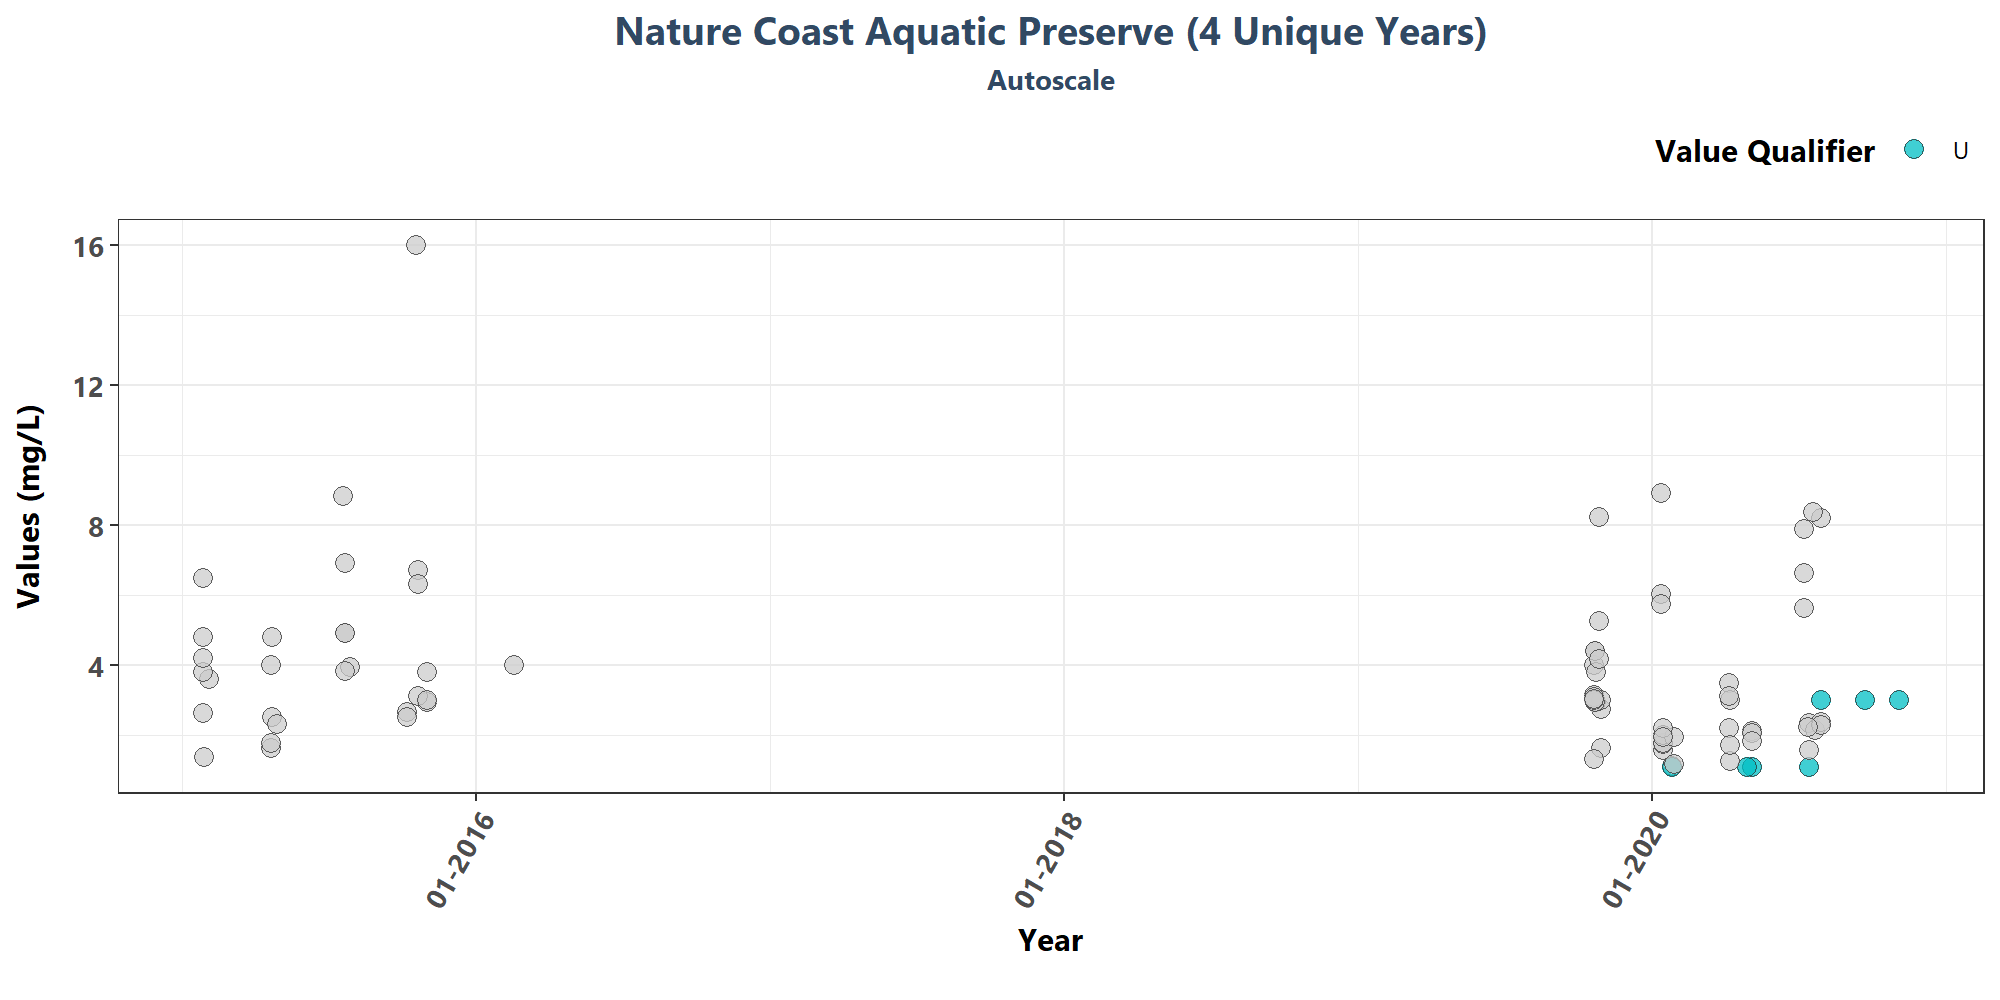 Nature Coast Aquatic Preserve (4 Unique Years)
Autoscale
Value Qualifier U
Values (mg/L)
16
12
8
4
01-2016
01-2018
01-2020
Year